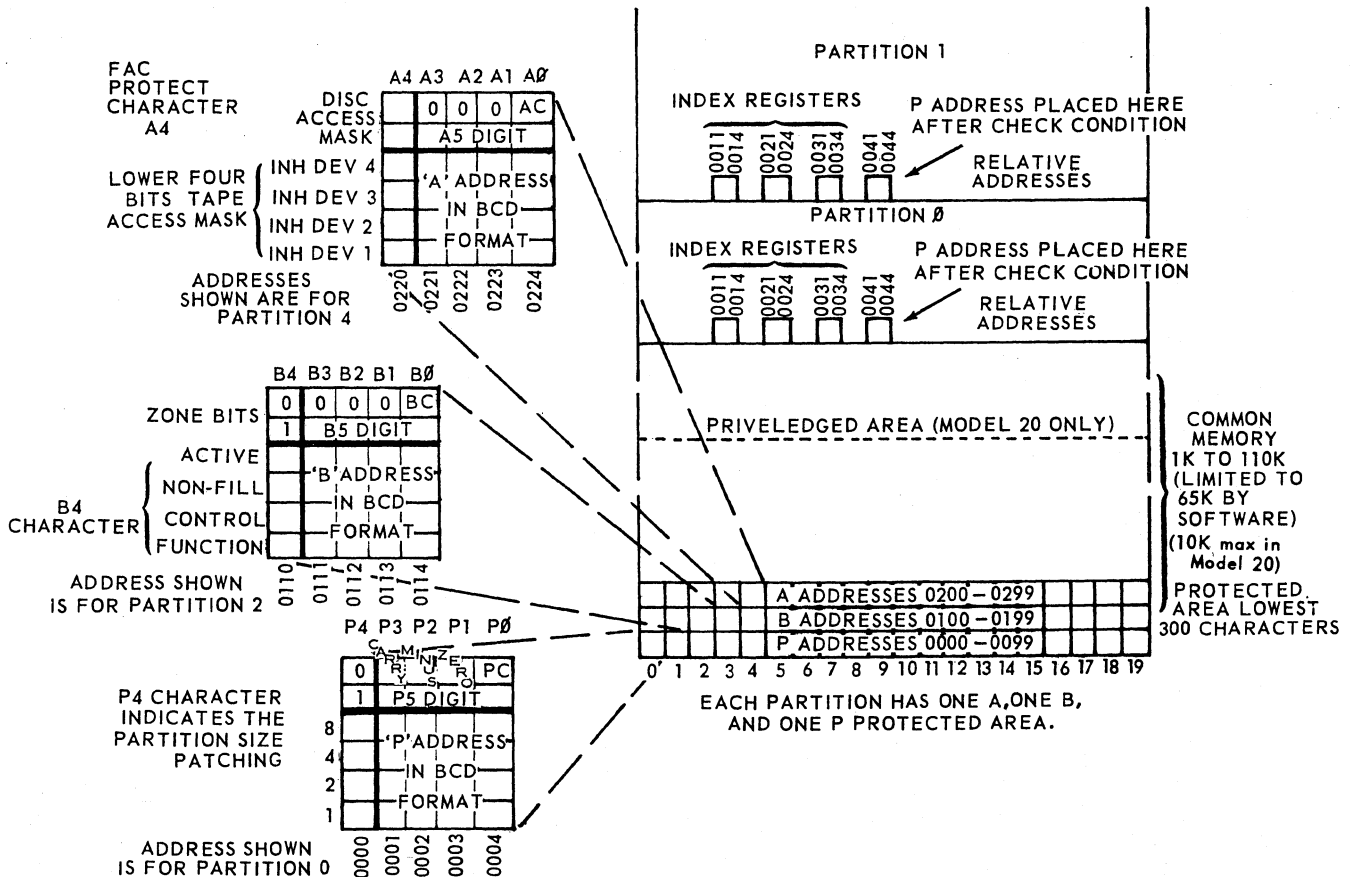 FAC
PROTECT
CHARACTER
A4
A4 A3 A2 A1 AØ
DISC
ACCESS
MASK
0 0 0 AC
A5 DIGIT
LOWER FOUR
BITS TAPE
ACCESS MASK
INH DEV 4
INH DEV 3
INH DEV 2
INH DEV 1
'A' ADDRESS
IN BCD
FORMAT
0220 0221 0222 0223 0224
ADDRESSES
SHOWN ARE FOR
PARTITION 4
B4 B3 B2 B1 BØ
ZONE BITS
0 0 0 0 BC
1 B5 DIGIT
B4
CHARACTER
ACTIVE
NON-FILL
CONTROL
FUNCTION
'B' ADDRESS
IN BCD
FORMAT
0110 0111 0112 0113 0114
ADDRESS SHOWN
IS FOR PARTITION 2
P4 P3 P2 P1 PØ
0 CARRY MINUS ZERO PC
1 P5 DIGIT
P4 CHARACTER
INDICATES THE
PARTITION SIZE
PATCHING
8
4
2
1
'P' ADDRESS
IN BCD
FORMAT
0000 0001 0002 0003 0004
ADDRESS SHOWN
IS FOR PARTITION 0
PARTITION 1
INDEX REGISTERS
P ADDRESS PLACED HERE
AFTER CHECK CONDITION
0011 0014 0021 0024 0031 0034 0041 0044
RELATIVE
ADDRESSES
PARTITION Ø
INDEX REGISTERS
P ADDRESS PLACED HERE
AFTER CHECK CONDITION
0011 0014 0021 0024 0031 0034 0041 0044
RELATIVE
ADDRESSES
PRIVELEDGED AREA (MODEL 20 ONLY)
COMMON
MEMORY
1K TO 110K
(LIMITED TO
65K BY
SOFTWARE)
(10K max in
Model 20)
A ADDRESSES 0200-0299
B ADDRESSES 0100-0199
P ADDRESSES 0000-0099
PROTECTED
AREA LOWEST
300 CHARACTERS
0 1 2 3 4 5 6 7 8 9 10 11 12 13 14 15 16 17 18 19
EACH PARTITION HAS ONE A,ONE B,
AND ONE P PROTECTED AREA.